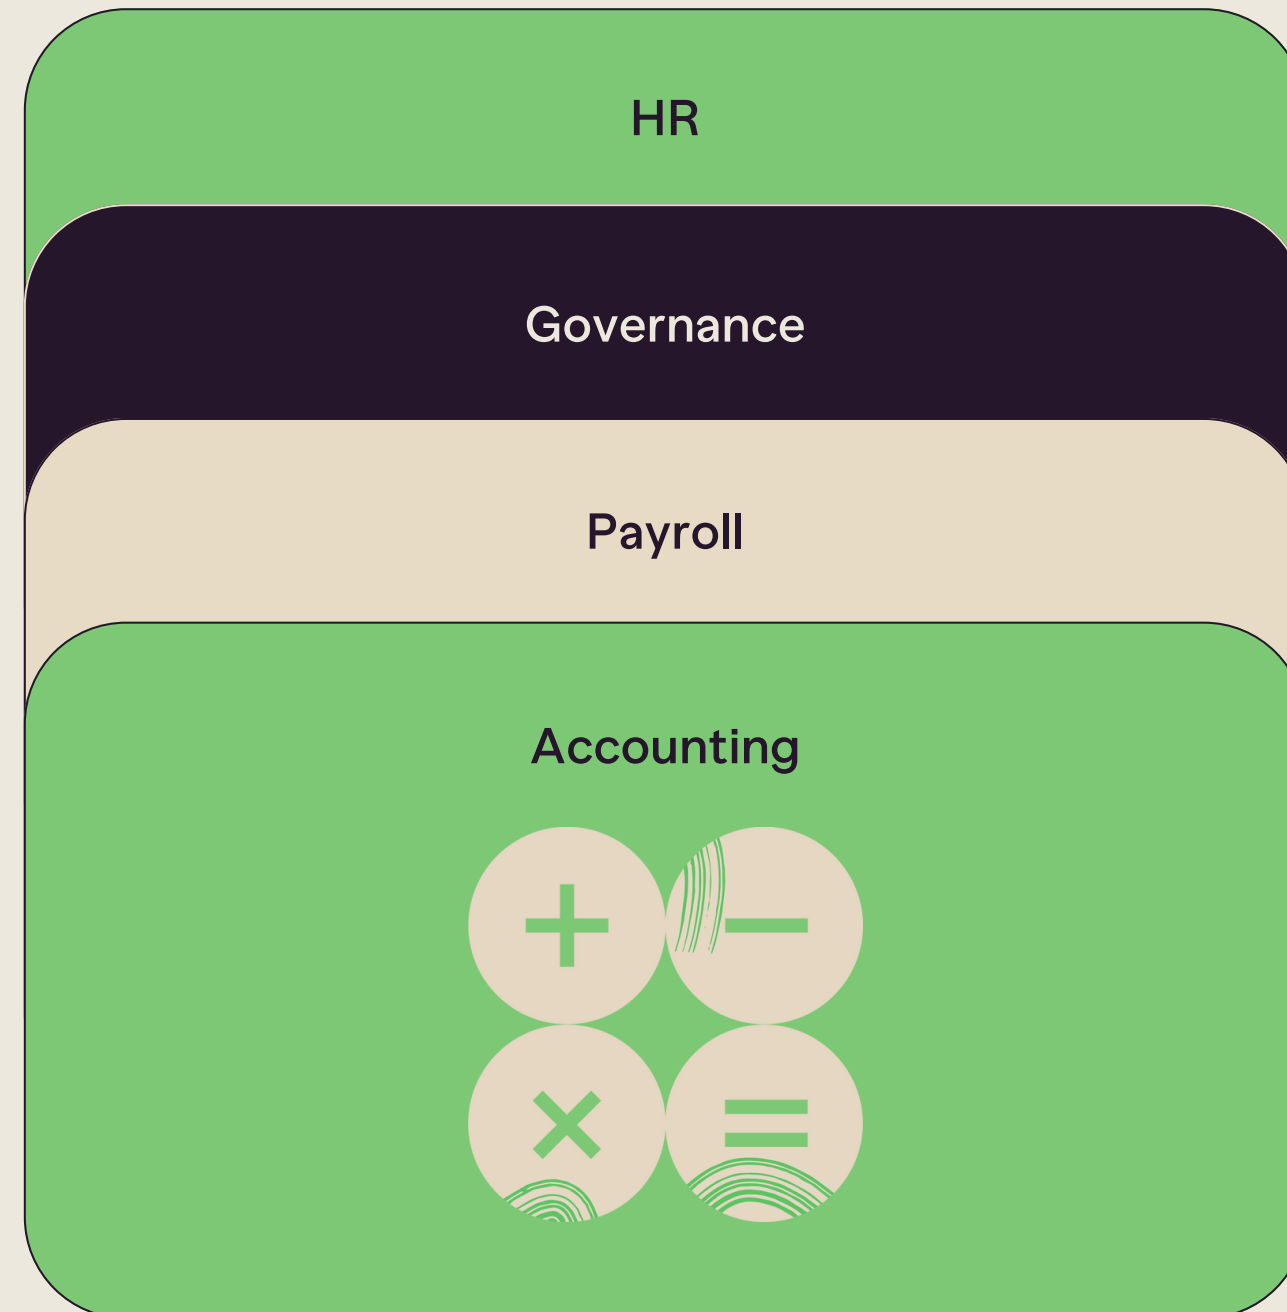 HR
Governance
Payroll
Accounting
+ −
× =